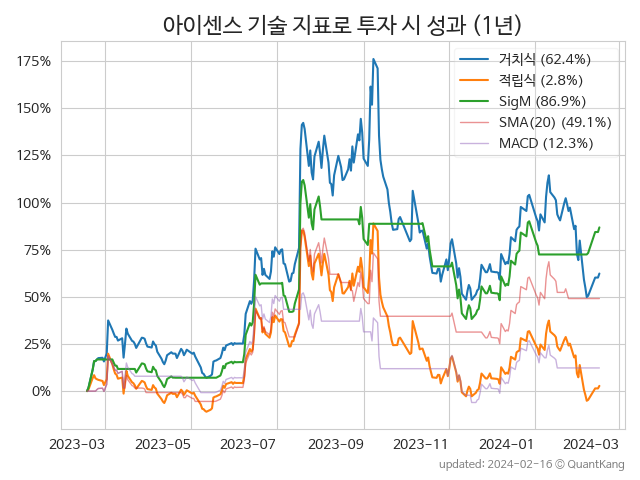 아이센스 기술 지표로 투자 시 성과 (1년)
175%
150%
125%
100%
75%
50%
25%
0%
거치식 (62.4%)
적립식 (2.8%)
SigM (86.9%)
SMA(20) (49.1%)
MACD (12.3%)
2023-03 2023-05 2023-07 2023-09 2023-11 2024-01 2024-03
updated: 2024-02-16 © QuantKang